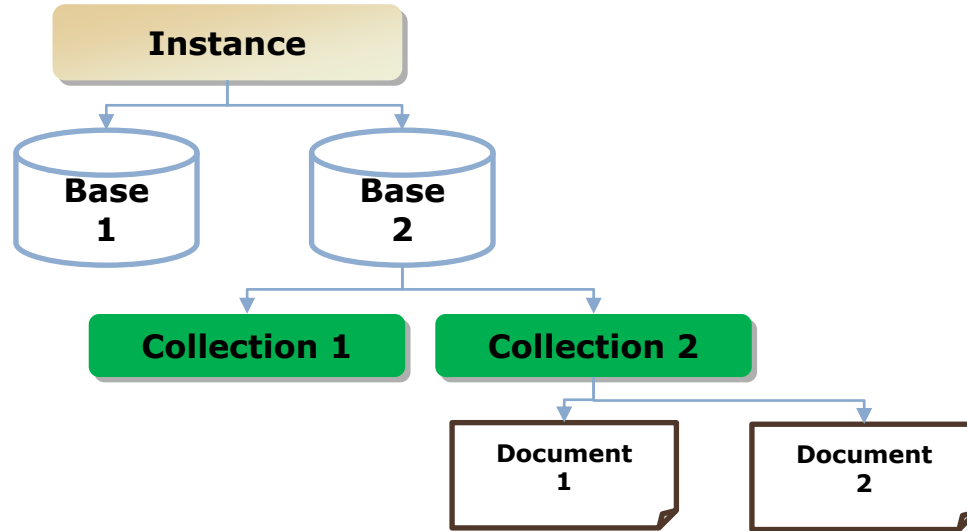 Instance
Base
1
Base
2
Collection 1
Collection 2
Document
1
Document
2